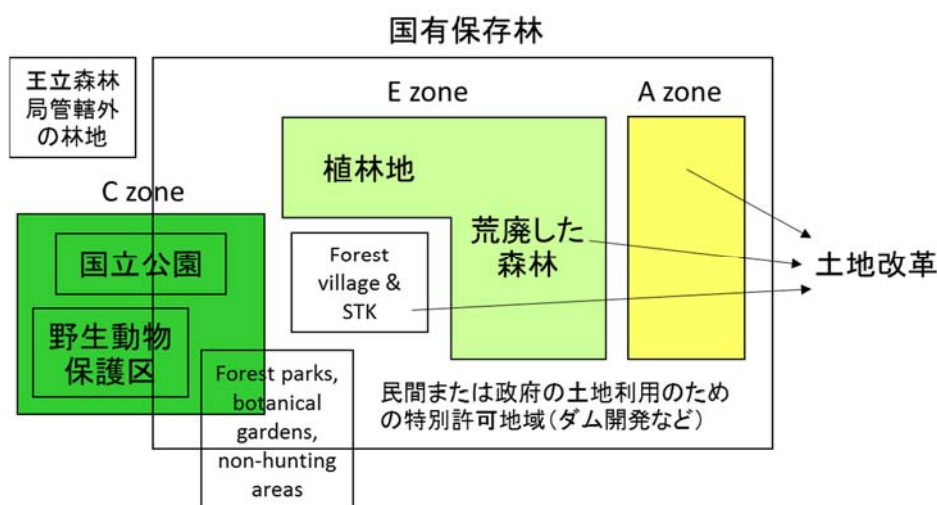 国有保存林
王立森林
局管轄外
の林地
E zone
A zone
C zone
植林地
荒廃した
森林
国立公園
Forest
village &
STK
土地改革
野生動物
保護区
Forest parks,
botanical
gardens,
non-hunting
areas
民間または政府の土地利用のため
の特別許可地域(ダム開発など)